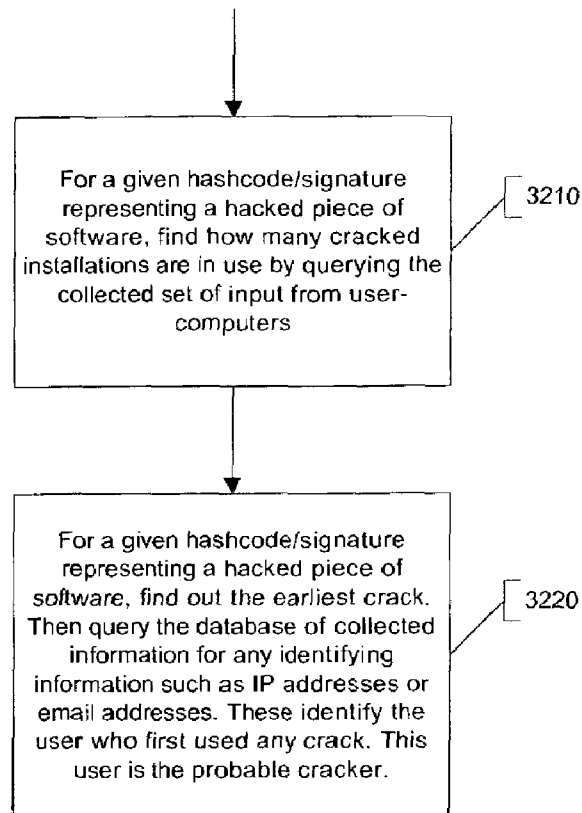 For a given hashcode/signature
representing a hacked piece of
software, find how many cracked
installations are in use by querying the
collected set of input from user-
computers
3210
For a given hashcode/signature
representing a hacked piece of
software, find out the earliest crack.
Then query the database of collected
information for any identifying
information such as IP addresses or
email addresses. These identify the
user who first used any crack. This
user is the probable cracker.
3220